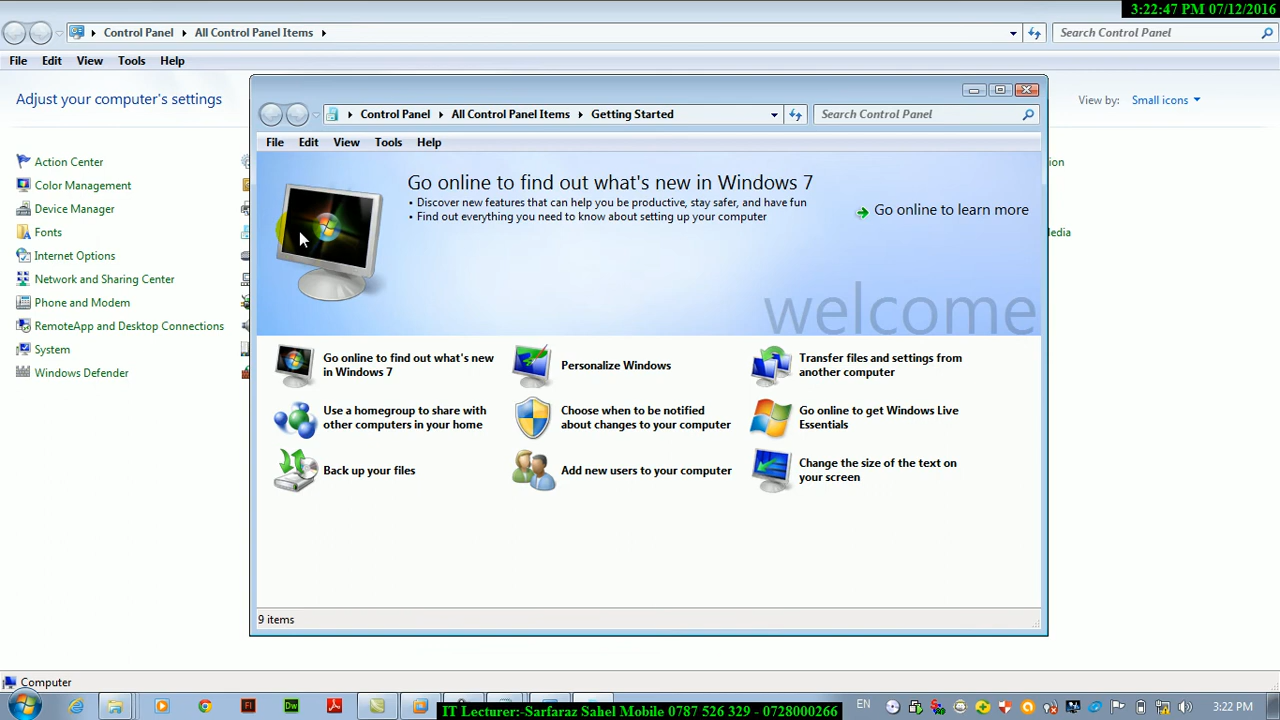 3:22:47 PM 07/12/2016
Control Panel
All Control Panel Items
Search Control Panel
File Edit View Tools Help
Adjust your computer's settings
View by: Small icons
Action Center
Color Management
Device Manager
Fonts
Internet Options
Network and Sharing Center
Phone and Modem
RemoteApp and Desktop Connections
System
Windows Defender
Control Panel
All Control Panel Items
Getting Started
Search Control Panel
File Edit View Tools Help
Go online to find out what's new in Windows 7
• Discover new features that can help you be productive, stay safer, and have fun
• Find out everything you need to know about setting up your computer
Go online to learn more
welcome
Go online to find out what's new
in Windows 7
Personalize Windows
Transfer files and settings from
another computer
Use a homegroup to share with
other computers in your home
Choose when to be notified
about changes to your computer
Go online to get Windows Live
Essentials
Back up your files
Add new users to your computer
Change the size of the text on
your screen
9 items
Computer
IT Lecturer:-Sarfaraz Sahel Mobile 0787 526 329 - 0728000266
EN
3:22 PM